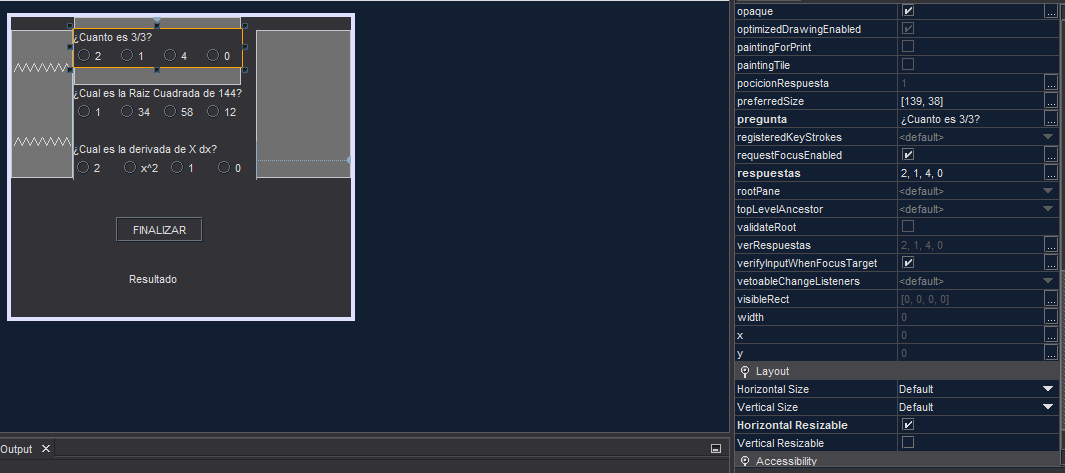 ¿Cuanto es 3/3?
2 1 4 0
¿Cual es la Raiz Cuadrada de 144?
1 34 58 12
¿Cual es la derivada de X dx?
2 x^2 1 0
FINALIZAR
Resultado
Output
opaque ...
optimizedDrawingEnabled
paintingForPrint
paintingTile
pocicionRespuesta 1 ...
preferredSize [139, 38] ...
pregunta ¿Cuanto es 3/3? ...
registeredKeyStrokes <default>
requestFocusEnabled ...
respuestas 2, 1, 4, 0 ...
rootPane <default>
topLevelAncestor <default>
validateRoot
verRespuestas 2, 1, 4, 0 ...
verifyInputWhenFocusTarget ...
vetoableChangeListeners <default>
visibleRect [0, 0, 0, 0] ...
width 0 ...
x 0 ...
y 0 ...
Layout
Horizontal Size Default
Vertical Size Default
Horizontal Resizable
Vertical Resizable
Accessibility